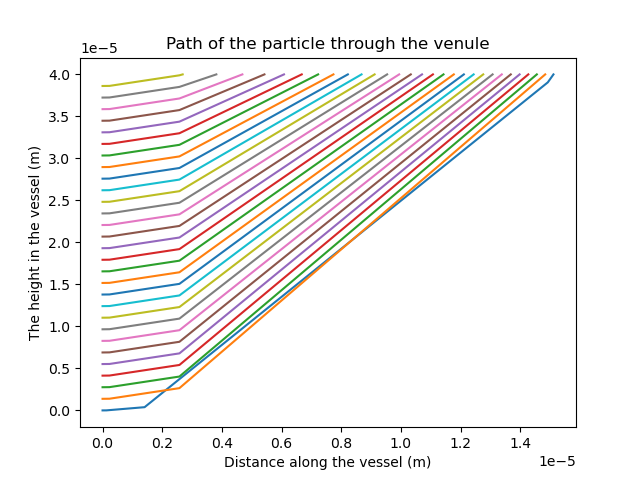 Path of the particle through the venule
1e−5
4.0
3.5
3.0
2.5
2.0
1.5
1.0
0.5
0.0
The height in the vessel (m)
0.0 0.2 0.4 0.6 0.8 1.0 1.2 1.4
Distance along the vessel (m)
1e−5